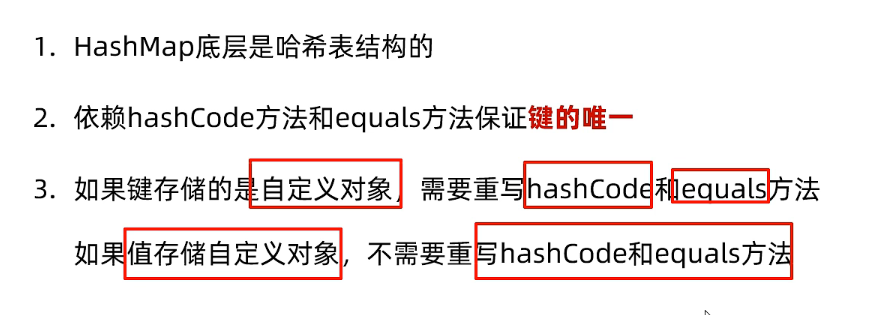 1. HashMap底层是哈希表结构的
2. 依赖hashCode方法和equals方法保证键的唯一
3. 如果键存储的是自定义对象，需要重写hashCode和equals方法
如果值存储自定义对象，不需要重写hashCode和equals方法